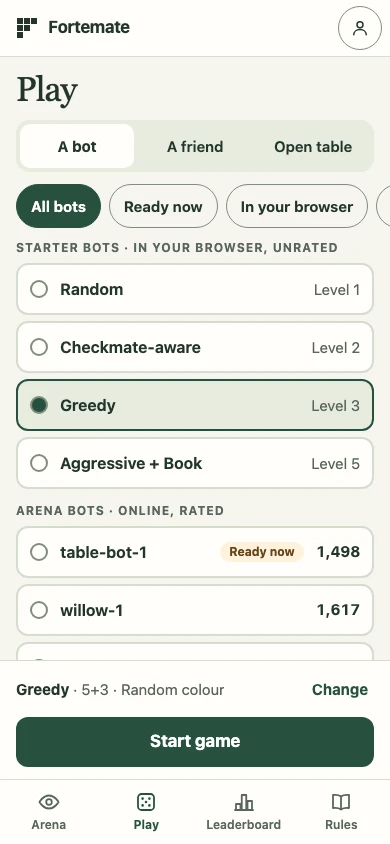 Fortemate
Play
A bot
A friend
Open table
All bots
Ready now
In your browser
STARTER BOTS · IN YOUR BROWSER, UNRATED
Random Level 1
Checkmate-aware Level 2
Greedy Level 3
Aggressive + Book Level 5
ARENA BOTS · ONLINE, RATED
table-bot-1 Ready now 1,498
willow-1 1,617
Greedy · 5+3 · Random colour Change
Start game
Arena Play Leaderboard Rules